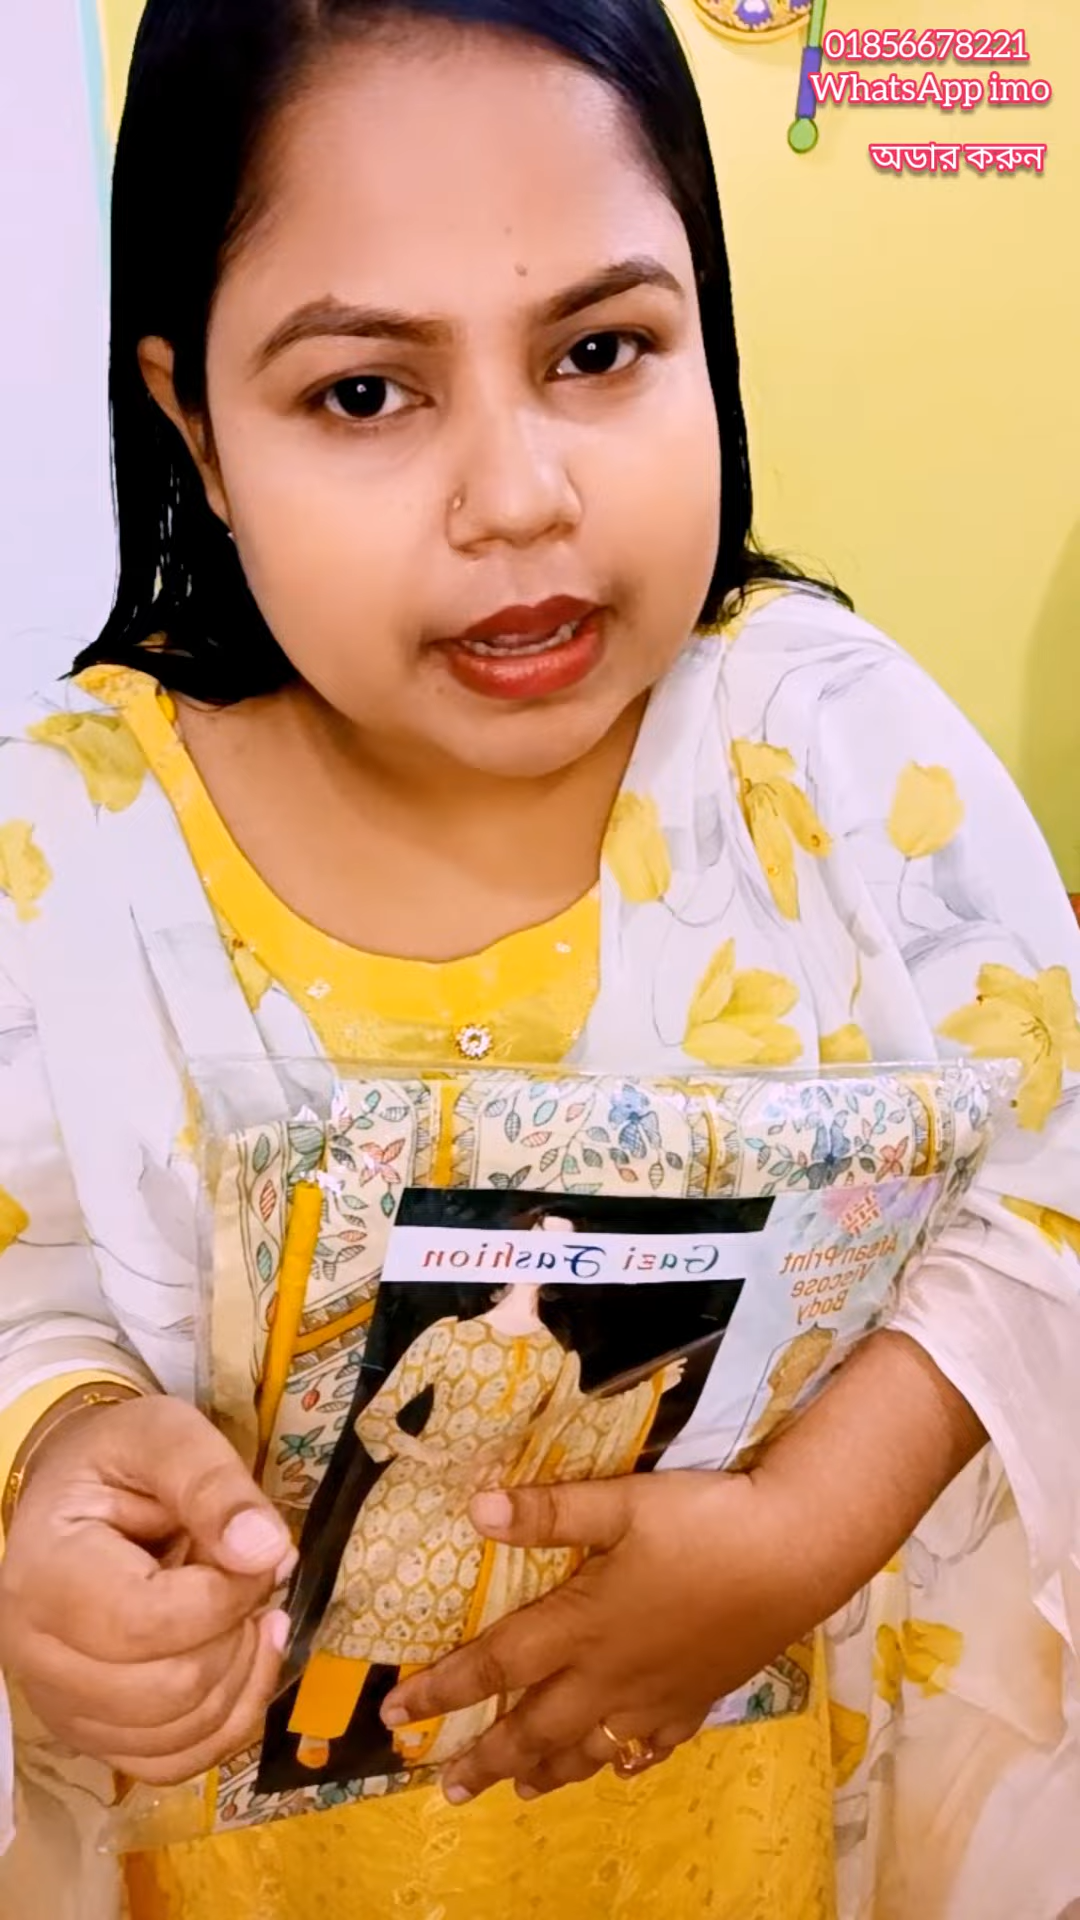 01856678221
WhatsApp imo
অডার করুন
Gazi Fashion
Afsan Print
Viscose
Body